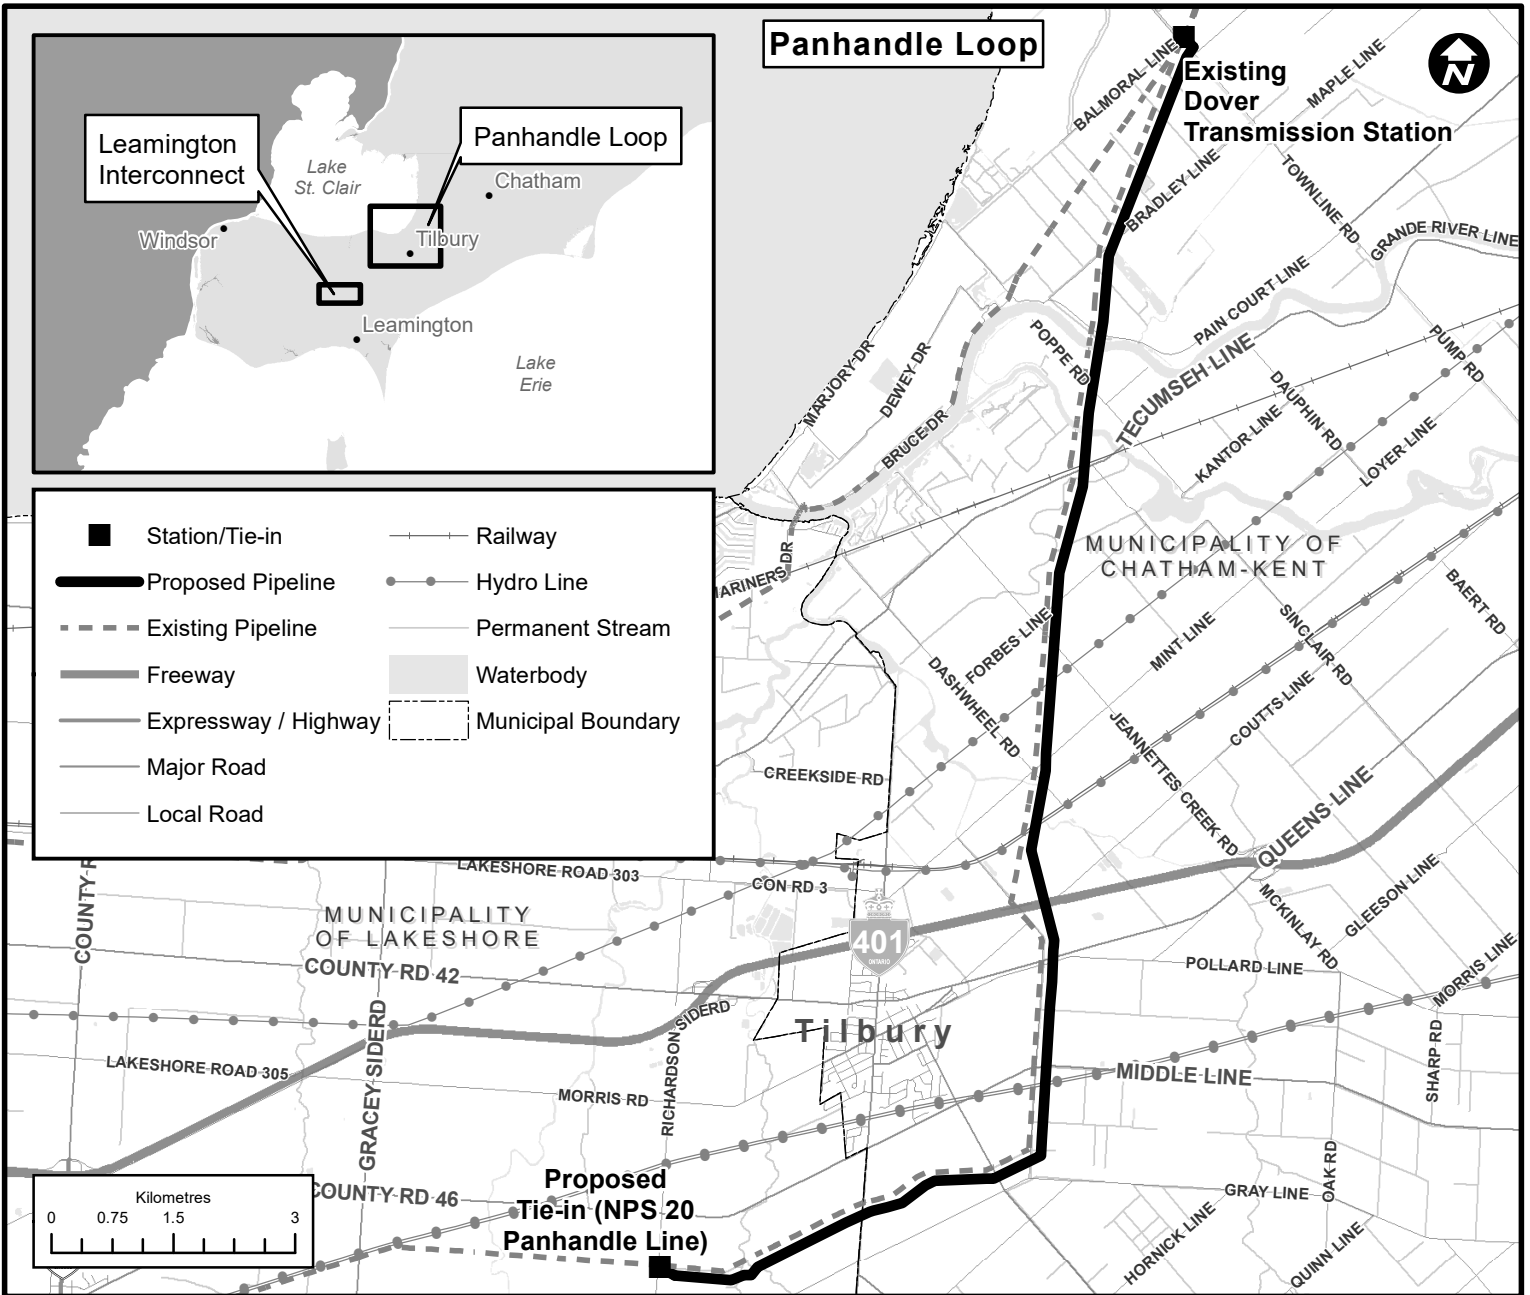 Panhandle Loop
N
Leamington
Interconnect
Panhandle Loop
Lake
St. Clair
Chatham
Windsor
Tilbury
Leamington
Lake
Erie
Existing
Dover
Transmission Station
BALMORAL LINE
MAPLE LINE
BRADLEY LINE
TOWNLINE RD
GRANDE RIVER LINE
PAIN COURT LINE
POPPE RD
TECUMSEH LINE
PUMP RD
MARJORY DR
DEWEY DR
BRUCE DR
DAUPHIN RD
KANTOR LINE
LOYER LINE
MUNICIPALITY OF
CHATHAM-KENT
MARINERS DR
BAERT RD
FORBES LINE
MINT LINE
SINCLAIR RD
DASHWHEEL RD
COUTTS LINE
JEANNETTES CREEK RD
CREEKSIDE RD
QUEENS LINE
Station/Tie-in
Railway
Proposed Pipeline
Hydro Line
Existing Pipeline
Permanent Stream
Freeway
Waterbody
Expressway / Highway
Municipal Boundary
Major Road
Local Road
LAKESHORE ROAD 303
CON RD 3
COUNTY R
MUNICIPALITY
OF LAKESHORE
401
ONTARIO
MCKINLAY RD
GLEESON LINE
COUNTY RD 42
POLLARD LINE
MORRIS LINE
GRACEY SIDERD
RICHARDSON SIDERD
Tilbury
LAKESHORE ROAD 305
MIDDLE LINE
SHARP RD
MORRIS RD
OAK RD
COUNTY RD 46
GRAY LINE
HORNICK LINE
QUINN LINE
Proposed
Tie-in (NPS 20
Panhandle Line)
Kilometres
0 0.75 1.5 3